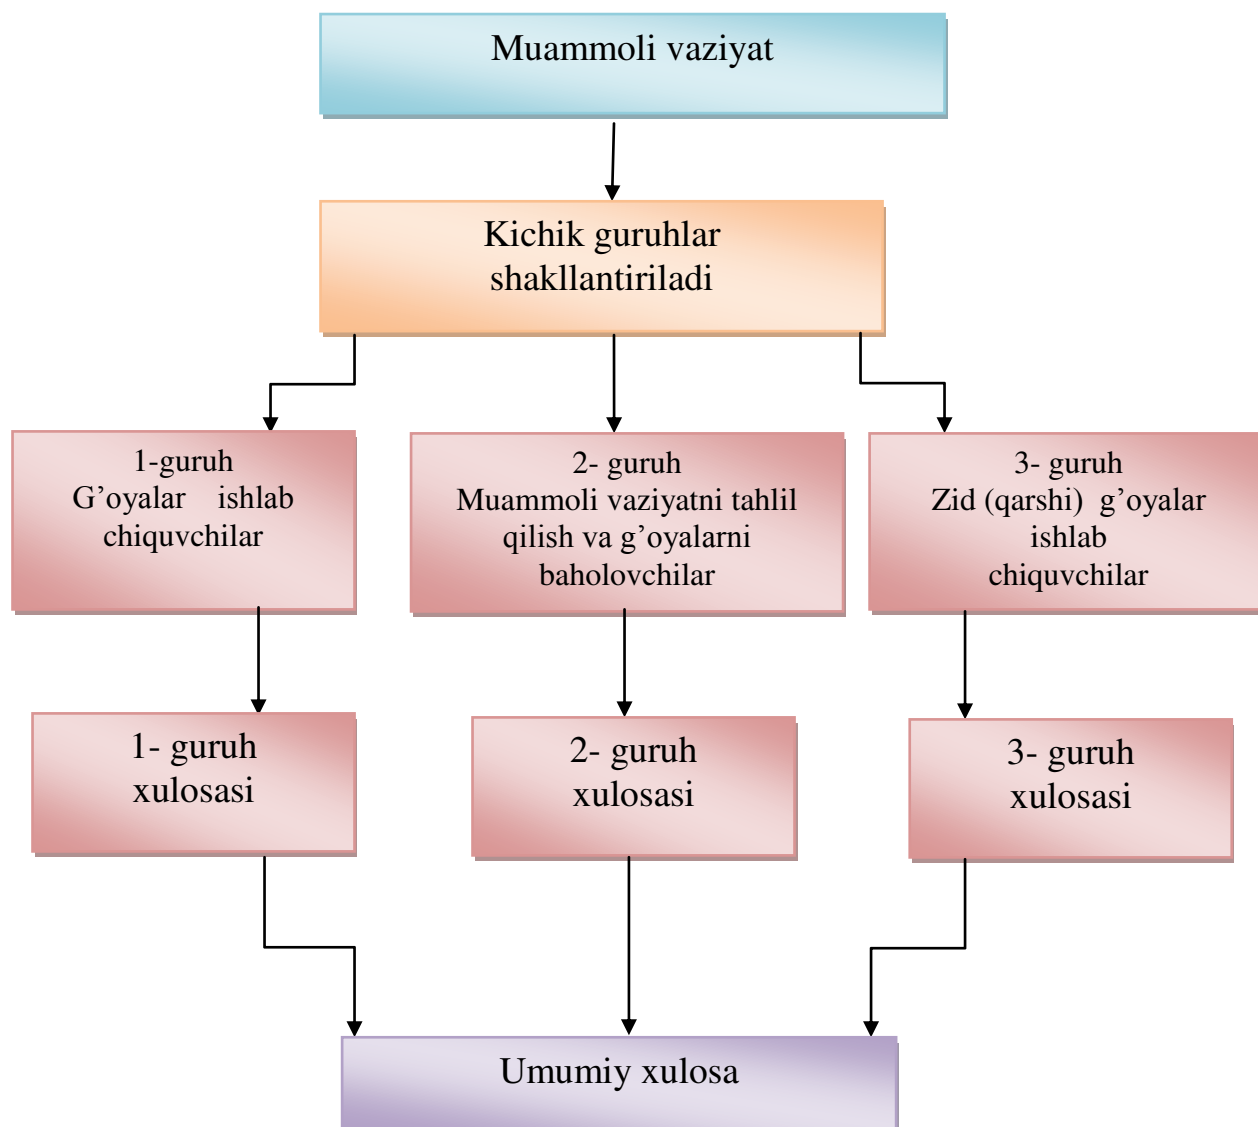 Muammoli vaziyat
Kichik guruhlar
shakllantiriladi
1-guruh
G’oyalar ishlab
chiquvchilar
2- guruh
Muammoli vaziyatni tahlil
qilish va g’oyalarni
baholovchilar
3- guruh
Zid (qarshi) g’oyalar
ishlab
chiquvchilar
1- guruh
xulosasi
2- guruh
xulosasi
3- guruh
xulosasi
Umumiy xulosa